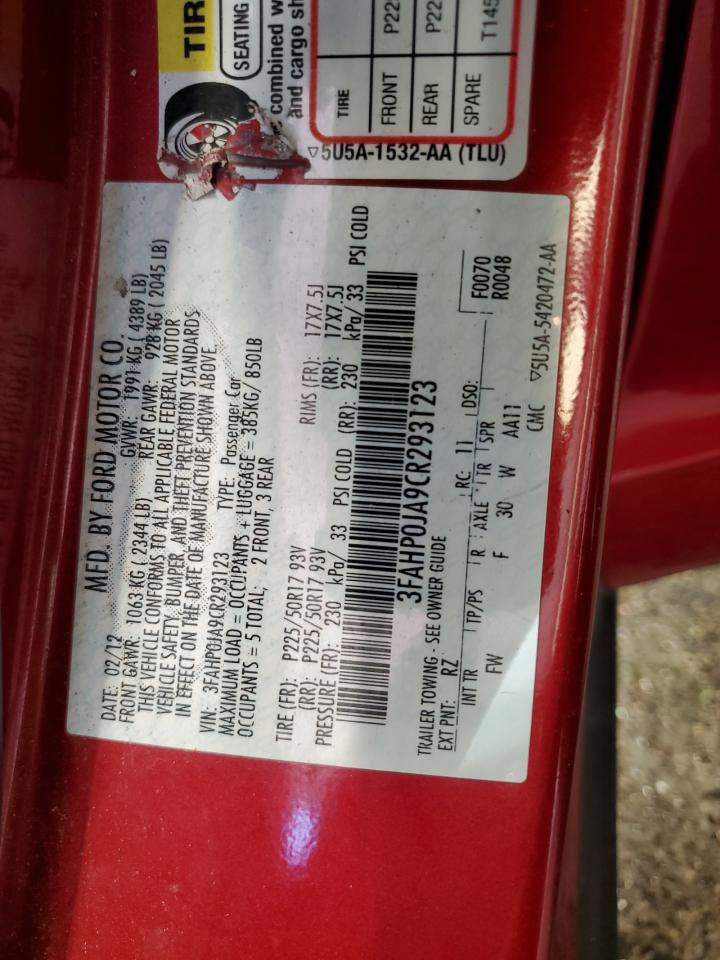 TIR
SEATING
combined w
and cargo sh
TIRE
FRONT P22
REAR P22
SPARE T145
▽5U5A-1532-AA (TLU)
MFD. BY FORD MOTOR CO.
DATE: 02/12 GVWR: 1991 KG ( 4389 LB)
FRONT GAWR: 1063 KG ( 2344 LB) REAR GAWR: 928 KG ( 2045 LB)
THIS VEHICLE CONFORMS TO ALL APPLICABLE FEDERAL MOTOR
VEHICLE SAFETY, BUMPER, AND THEFT PREVENTION STANDARDS
IN EFFECT ON THE DATE OF MANUFACTURE SHOWN ABOVE.
VIN: 3FAHP0JA9CR293123 TYPE: Passenger Car
MAXIMUM LOAD = OCCUPANTS + LUGGAGE = 385KG/ 850LB
OCCUPANTS = 5 TOTAL; 2 FRONT, 3 REAR
TIRE (FR): P225/50R17 93V RIMS (FR): 17X7.5J
(RR): P225/50R17 93V (RR): 17X7.5J
PRESSURE (FR): 230 kPa/ 33 PSI COLD (RR): 230 kPa/ 33 PSI COLD
3FAHP0JA9CR293123
TRAILER TOWING - SEE OWNER GUIDE
EXT PNT: RZ RC: 11 DSO: F0070
R0048
INT TR TP/PS R AXLE TR SPR
FW F 30 W AA11
CMC
▽5U5A-5420472-AA